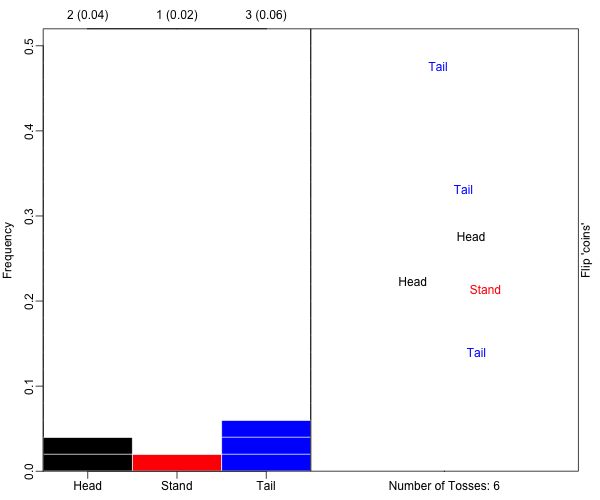 2 (0.04) 1 (0.02) 3 (0.06)
Frequency
0.5
0.4
0.3
0.2
0.1
0.0
Head Stand Tail
Tail
Tail
Head
Head
Stand
Tail
Number of Tosses: 6
Flip 'coins'